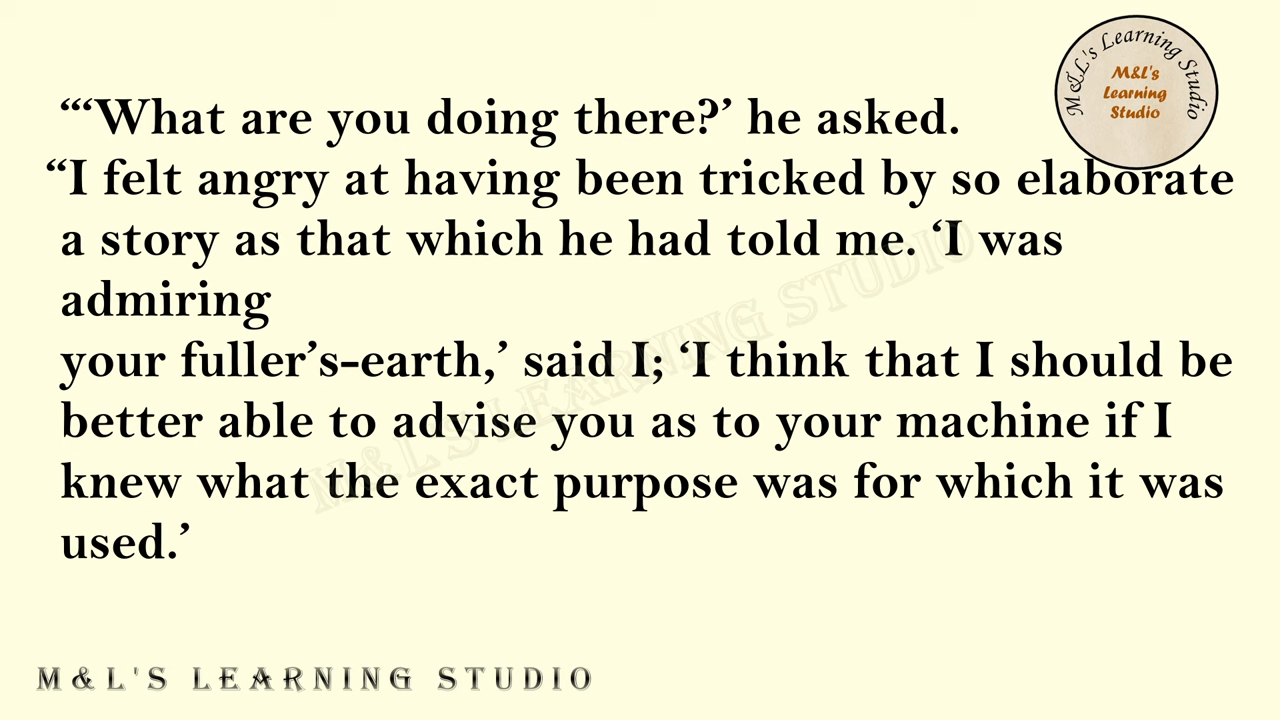 M&L's Learning Studio
M&L's
Learning
Studio
“‘What are you doing there?’ he asked.
“I felt angry at having been tricked by so elaborate
a story as that which he had told me. ‘I was
admiring
your fuller’s-earth,’ said I; ‘I think that I should be
better able to advise you as to your machine if I
knew what the exact purpose was for which it was
used.’
M&L'S LEARNING STUDIO
M&L'S LEARNING STUDIO